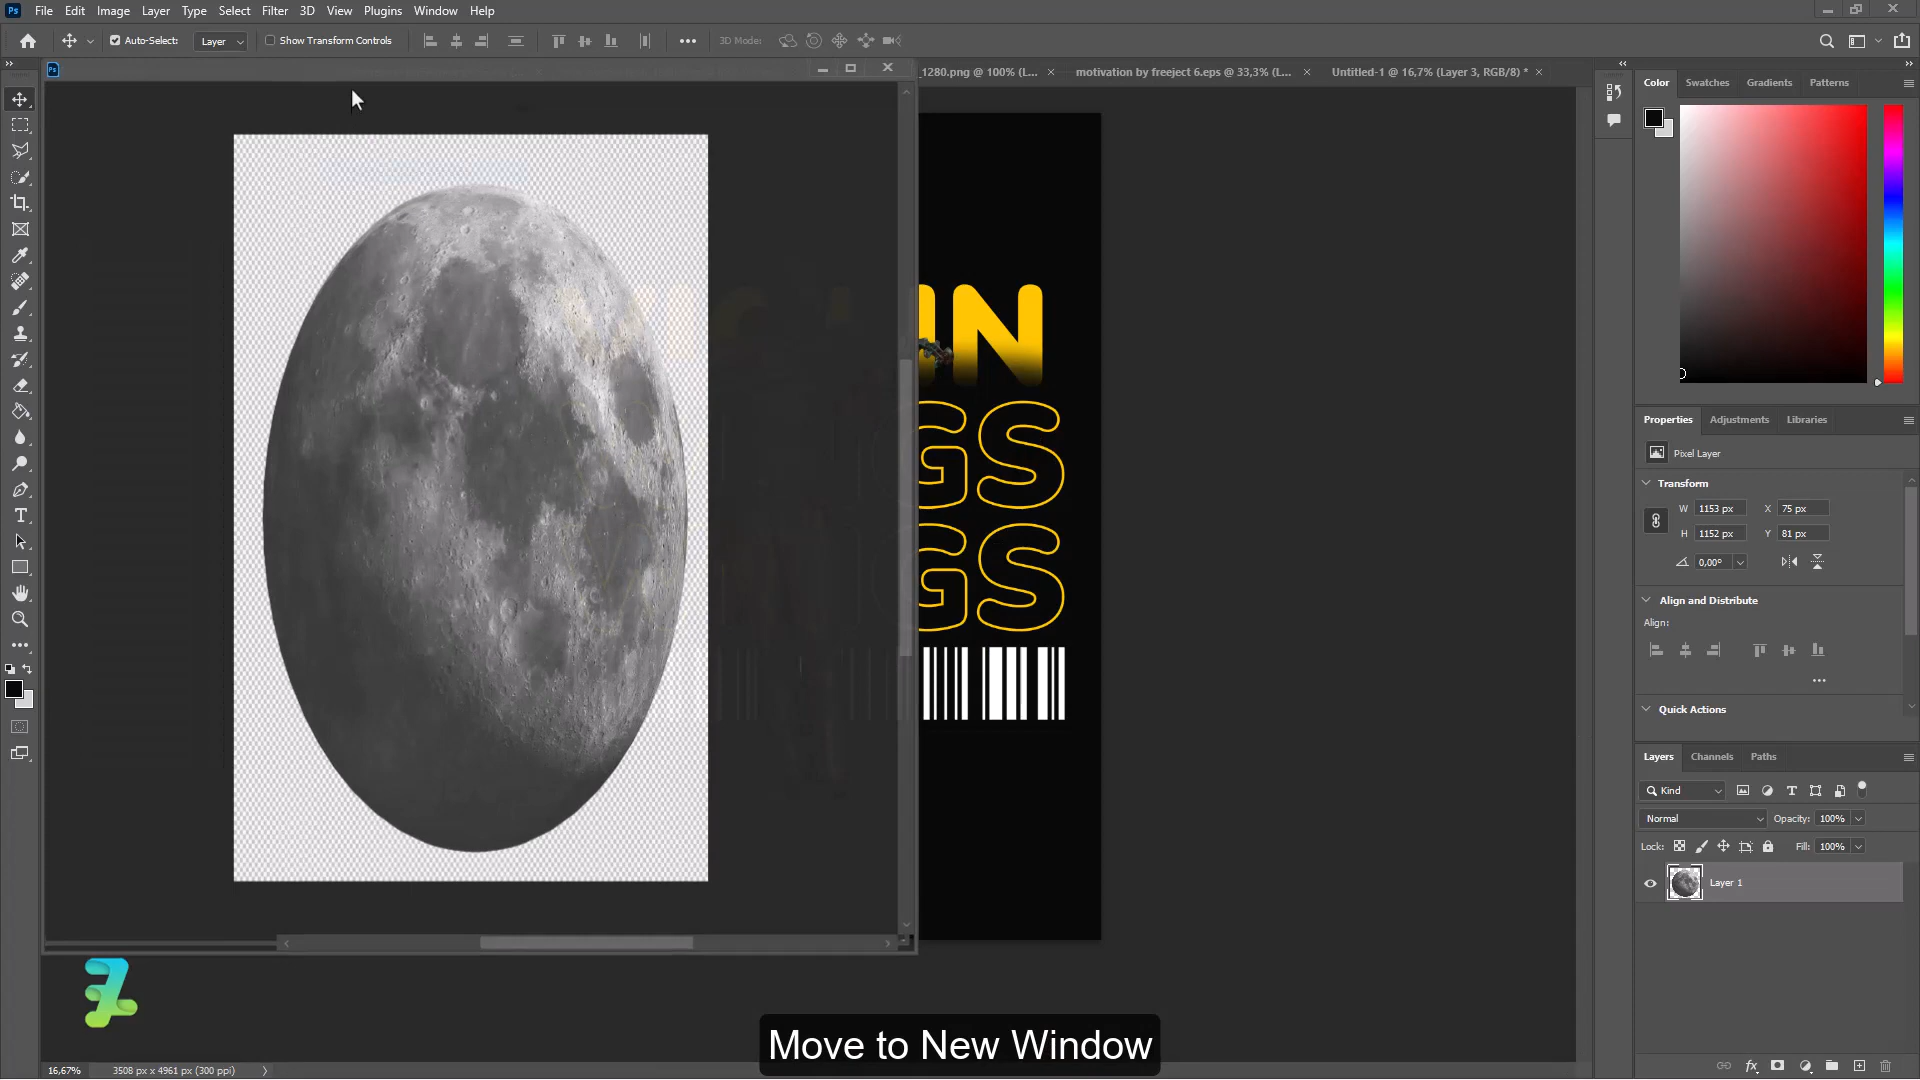 Ps File Edit Image Layer Type Select Filter 3D View Plugins Window Help
Auto-Select: Layer Show Transform Controls 3D Mode:
Ps
_1280.png @ 100% (L... motivation by freeject 6.eps @ 33,3% (L... Untitled-1 @ 16,7% (Layer 3, RGB/8) *
Color Swatches Gradients Patterns
N
GS
GS
Properties Adjustments Libraries
Pixel Layer
Transform
W 1153 px X 75 px
H 1152 px Y 81 px
0,00°
Align and Distribute
Align:
Quick Actions
Layers Channels Paths
Kind
Normal Opacity: 100%
Lock: Fill: 100%
Layer 1
fx
Move to New Window
16,67% 3508 px x 4961 px (300 ppi)